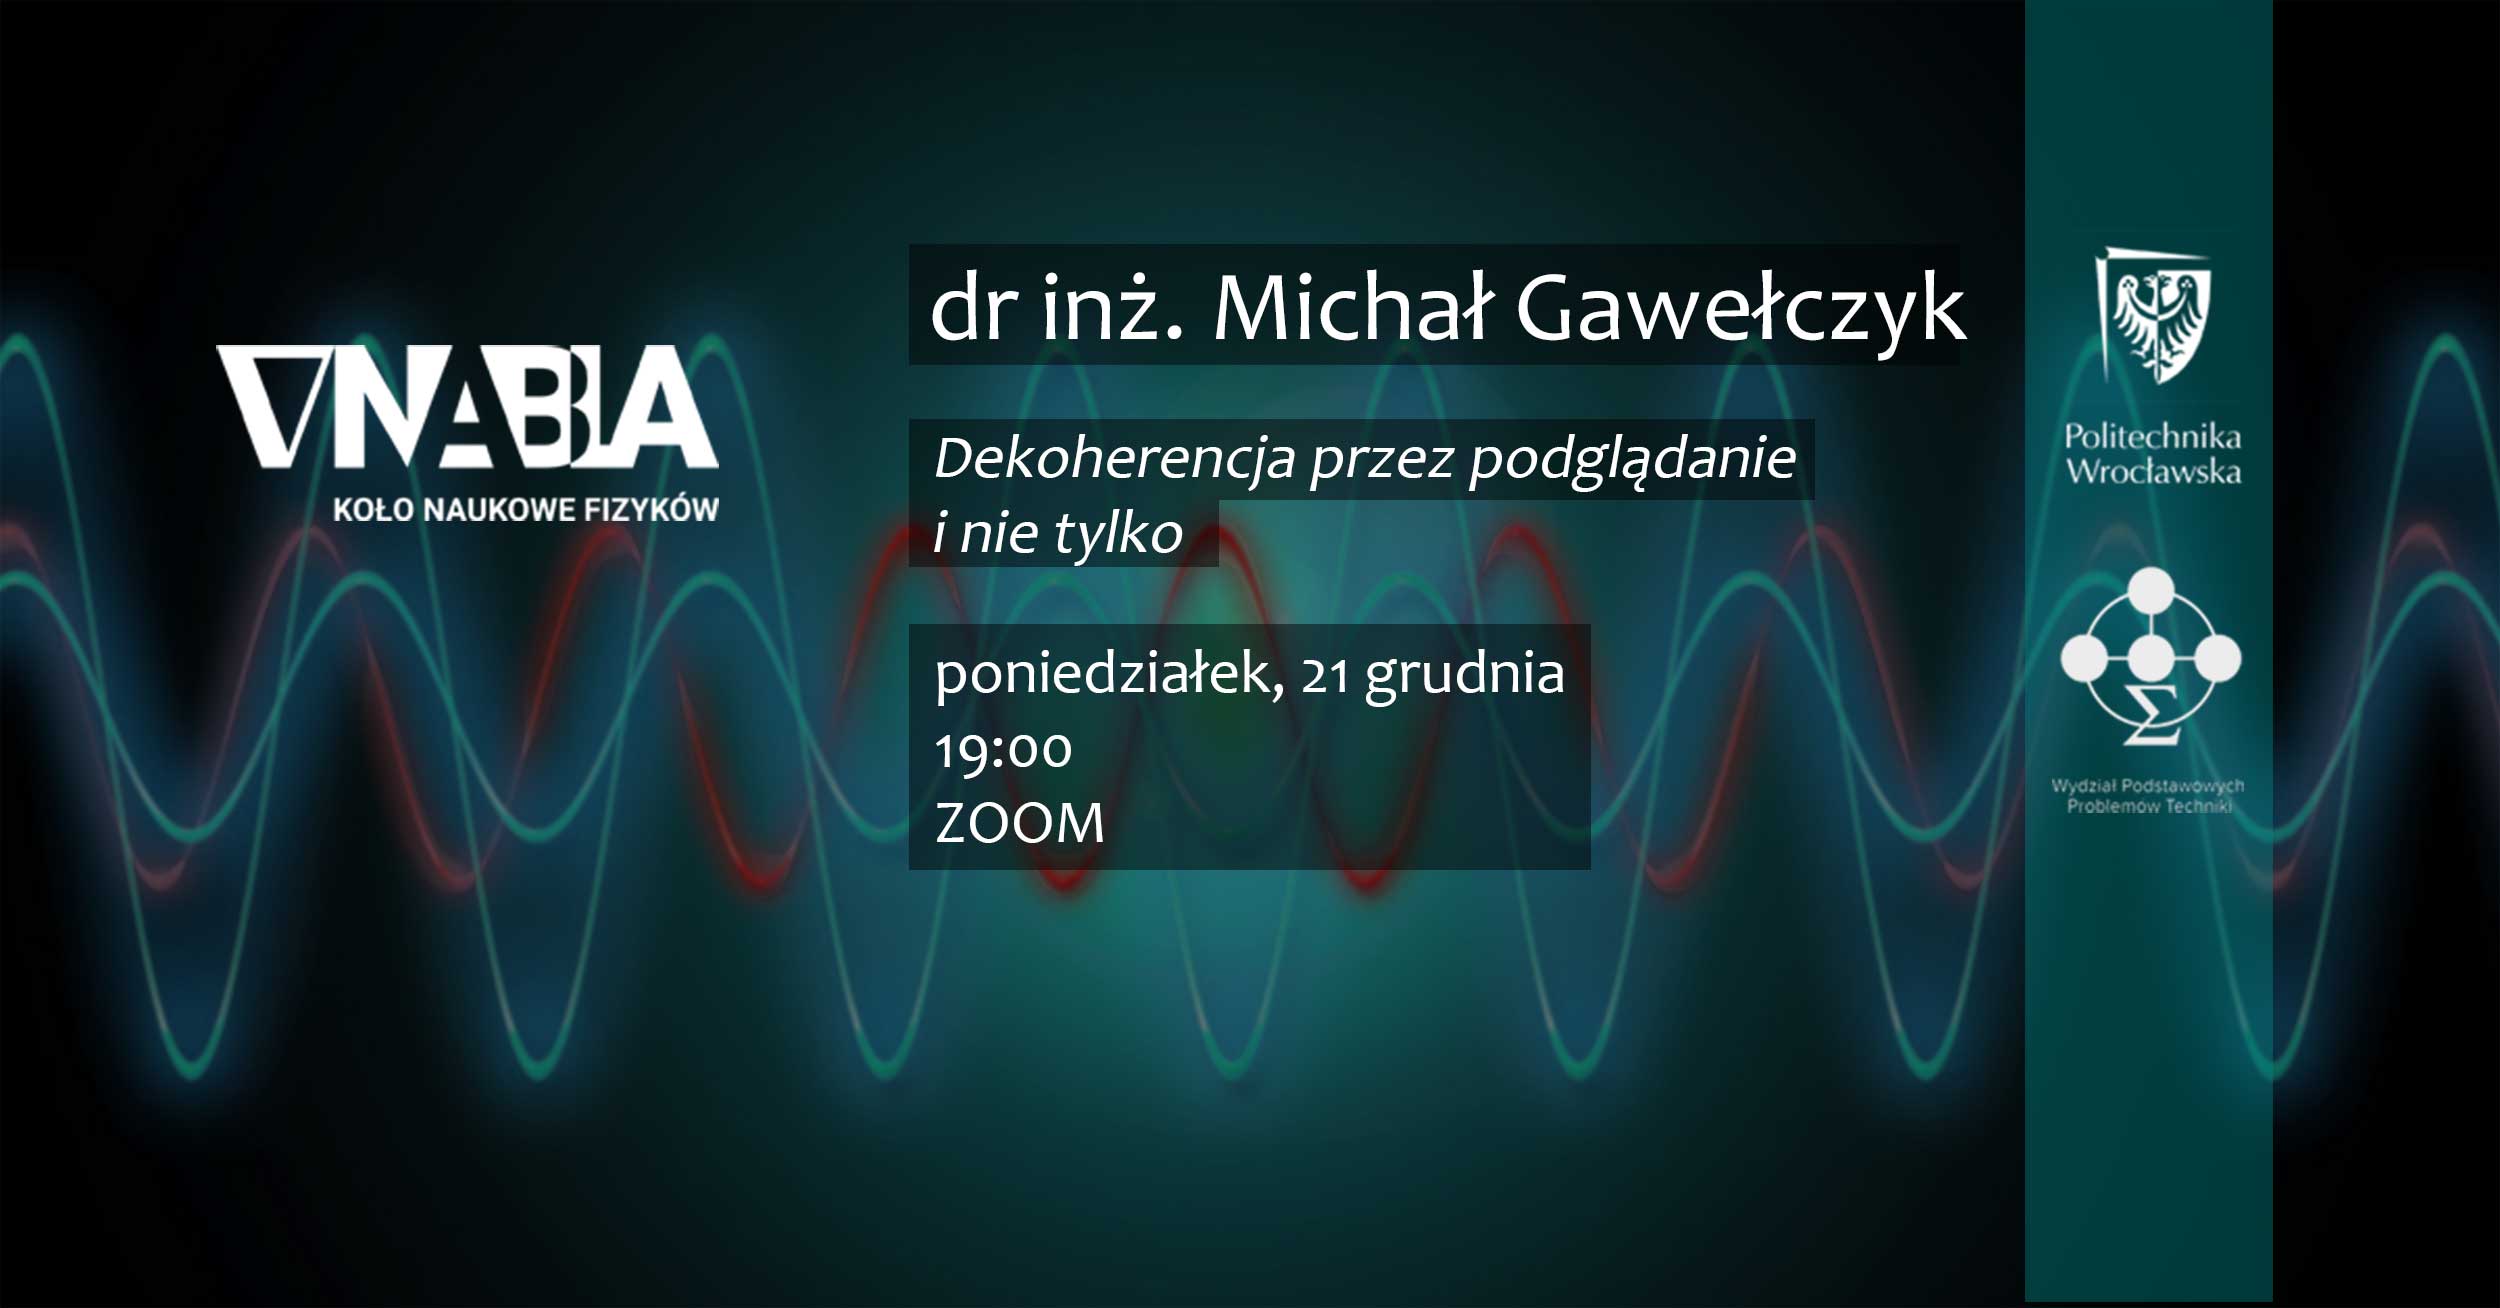 NABLA
KOŁO NAUKOWE FIZYKÓW
dr inż. Michał Gawełczyk
Dekoherencja przez podglądanie
i nie tylko
poniedziałek, 21 grudnia
19:00
ZOOM
Politechnika
Wrocławska
Σ
Wydział Podstawowych
Problemów Techniki